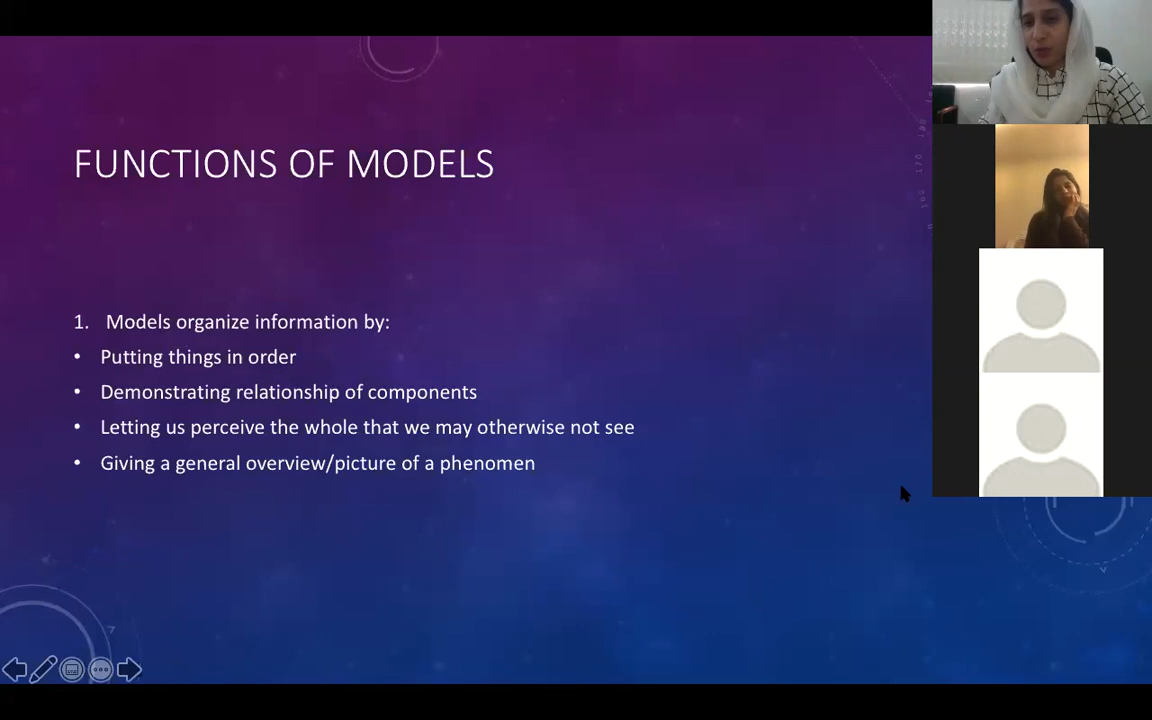 FUNCTIONS OF MODELS
1. Models organize information by:
• Putting things in order
• Demonstrating relationship of components
• Letting us perceive the whole that we may otherwise not see
• Giving a general overview/picture of a phenomen